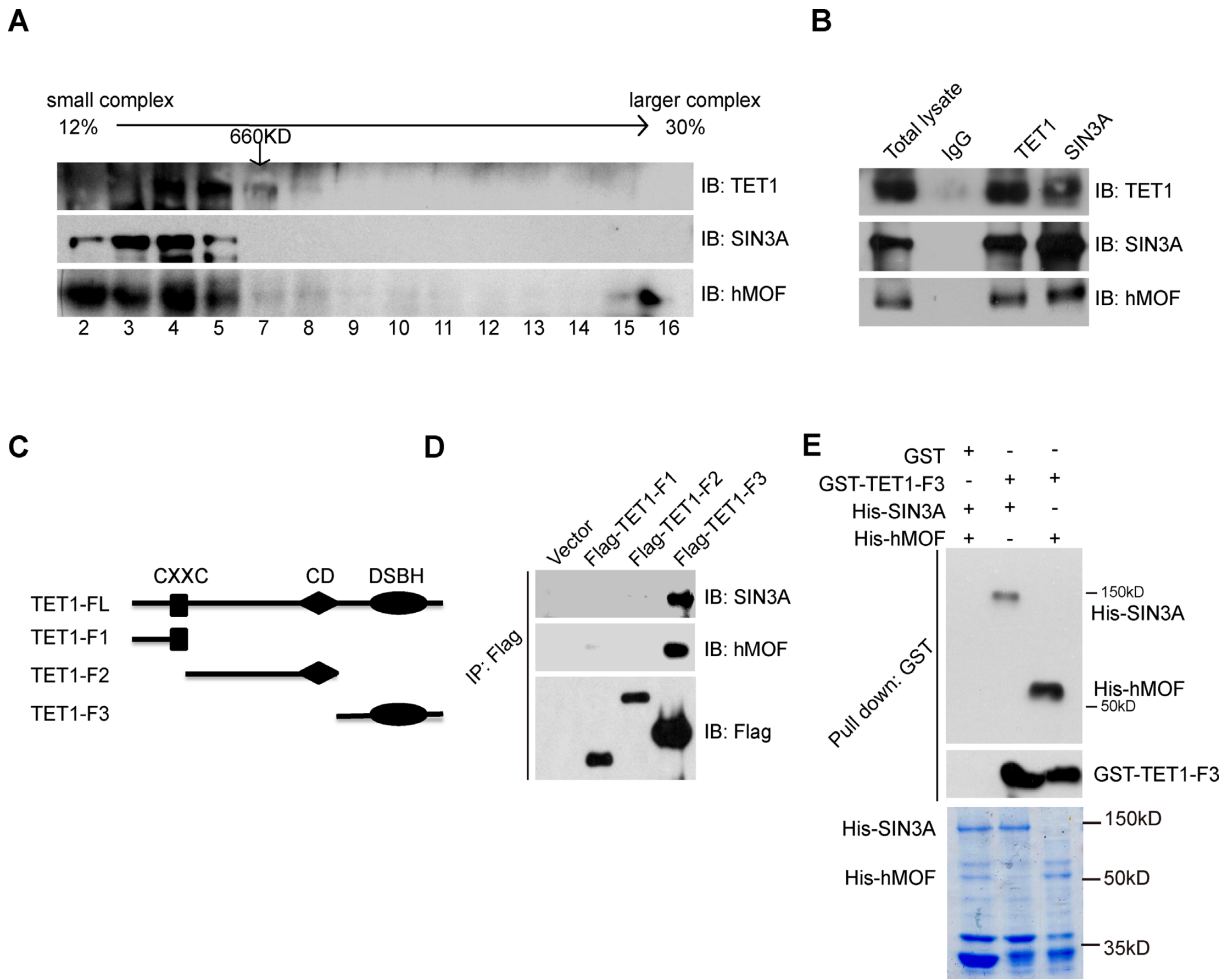 A
small complex
larger complex
12%
660KD
30%
IB: TET1
IB: SIN3A
IB: hMOF
2 3 4 5 7 8 9 10 11 12 13 14 15 16
B
Total lysate
IgG
TET1
SIN3A
IB: TET1
IB: SIN3A
IB: hMOF
C
CXXC CD DSBH
TET1-FL
TET1-F1
TET1-F2
TET1-F3
D
Vector
Flag-TET1-F1
Flag-TET1-F2
Flag-TET1-F3
IP: Flag
IB: SIN3A
IB: hMOF
IB: Flag
E
GST + - -
GST-TET1-F3 - + +
His-SIN3A + + -
His-hMOF + - +
Pull down: GST
150kD
His-SIN3A
His-hMOF
50kD
GST-TET1-F3
His-SIN3A
150kD
His-hMOF
50kD
35kD